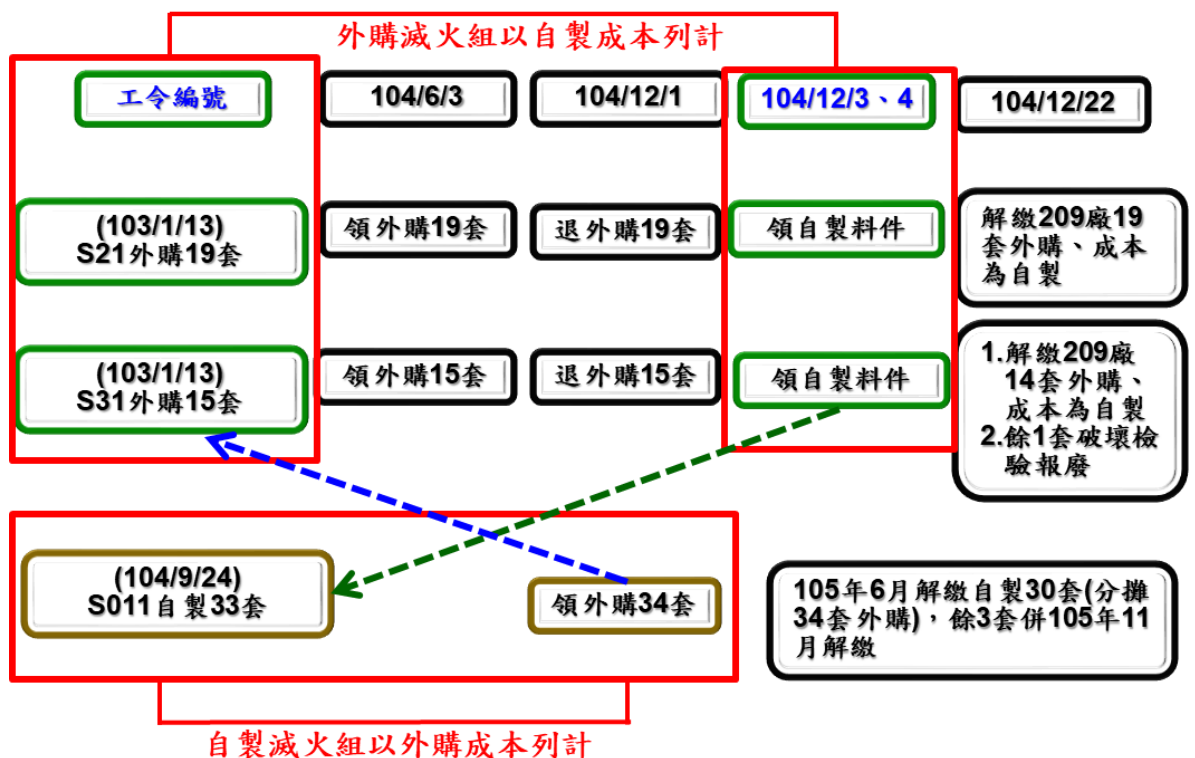 外購滅火組以自製成本列計
工令編號
104/6/3
104/12/1
104/12/3、4
104/12/22
(103/1/13)
S21外購19套
領外購19套
退外購19套
領自製料件
解繳209廠19
套外購、成本
為自製
(103/1/13)
S31外購15套
領外購15套
退外購15套
領自製料件
1.解繳209廠
14套外購、
成本為自製
2.餘1套破壞檢
驗報廢
(104/9/24)
S011自製33套
領外購34套
105年6月解繳自製30套(分攤
34套外購)，餘3套併105年11
月解繳
自製滅火組以外購成本列計